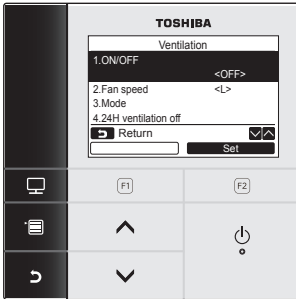 TOSHIBA
Ventilation
1.ON/OFF
<OFF>
2.Fan speed <L>
3.Mode
4.24H ventilation off
Return
Set
F1 F2